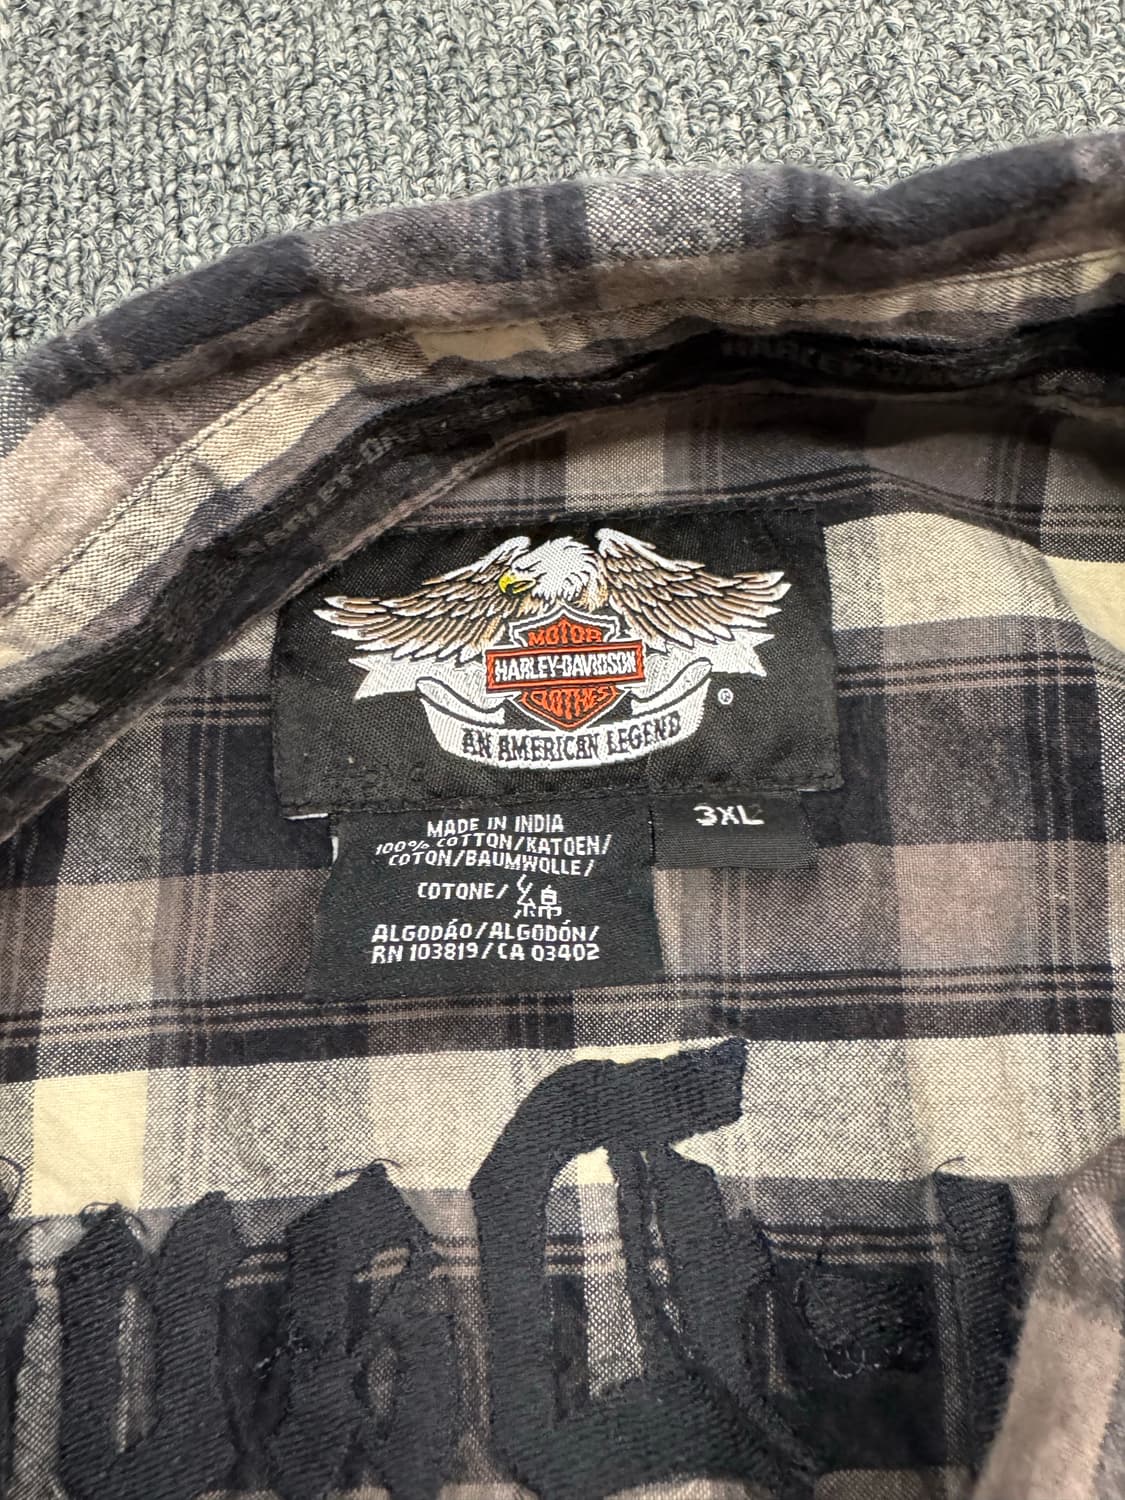 MOTOR
HARLEY-DAVIDSON
CLOTHES
AN AMERICAN LEGEND
®
3XL
MADE IN INDIA
100% COTTON/KATOEN/
COTON/BAUMWOLLE/
COTONE/綿
ALGODÁO/ALGODÓN/
RN 103819/CA 03402